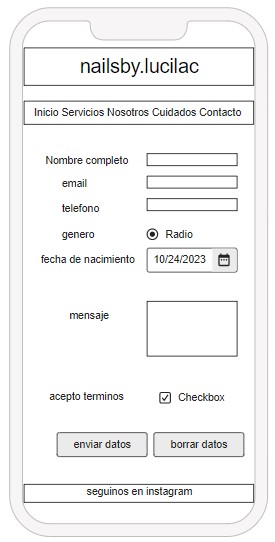 nailsby.lucilac
Inicio Servicios Nosotros Cuidados Contacto
Nombre completo
email
telefono
genero Radio
fecha de nacimiento 10/24/2023
mensaje
acepto terminos Checkbox
enviar datos borrar datos
seguinos en instagram